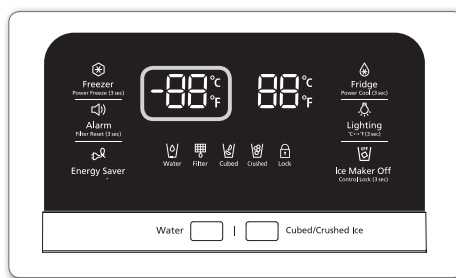 Freezer
Power Freeze (3 sec)
Alarm
Filter Reset (3 sec)
Energy Saver
-88 °C °F
88 °C °F
Water Filter Cubed Crushed Lock
Fridge
Power Cool (3 sec)
Lighting
°C↔°F (3 sec)
OFF
Ice Maker Off
Control Lock (3 sec)
Water | Cubed/Crushed Ice